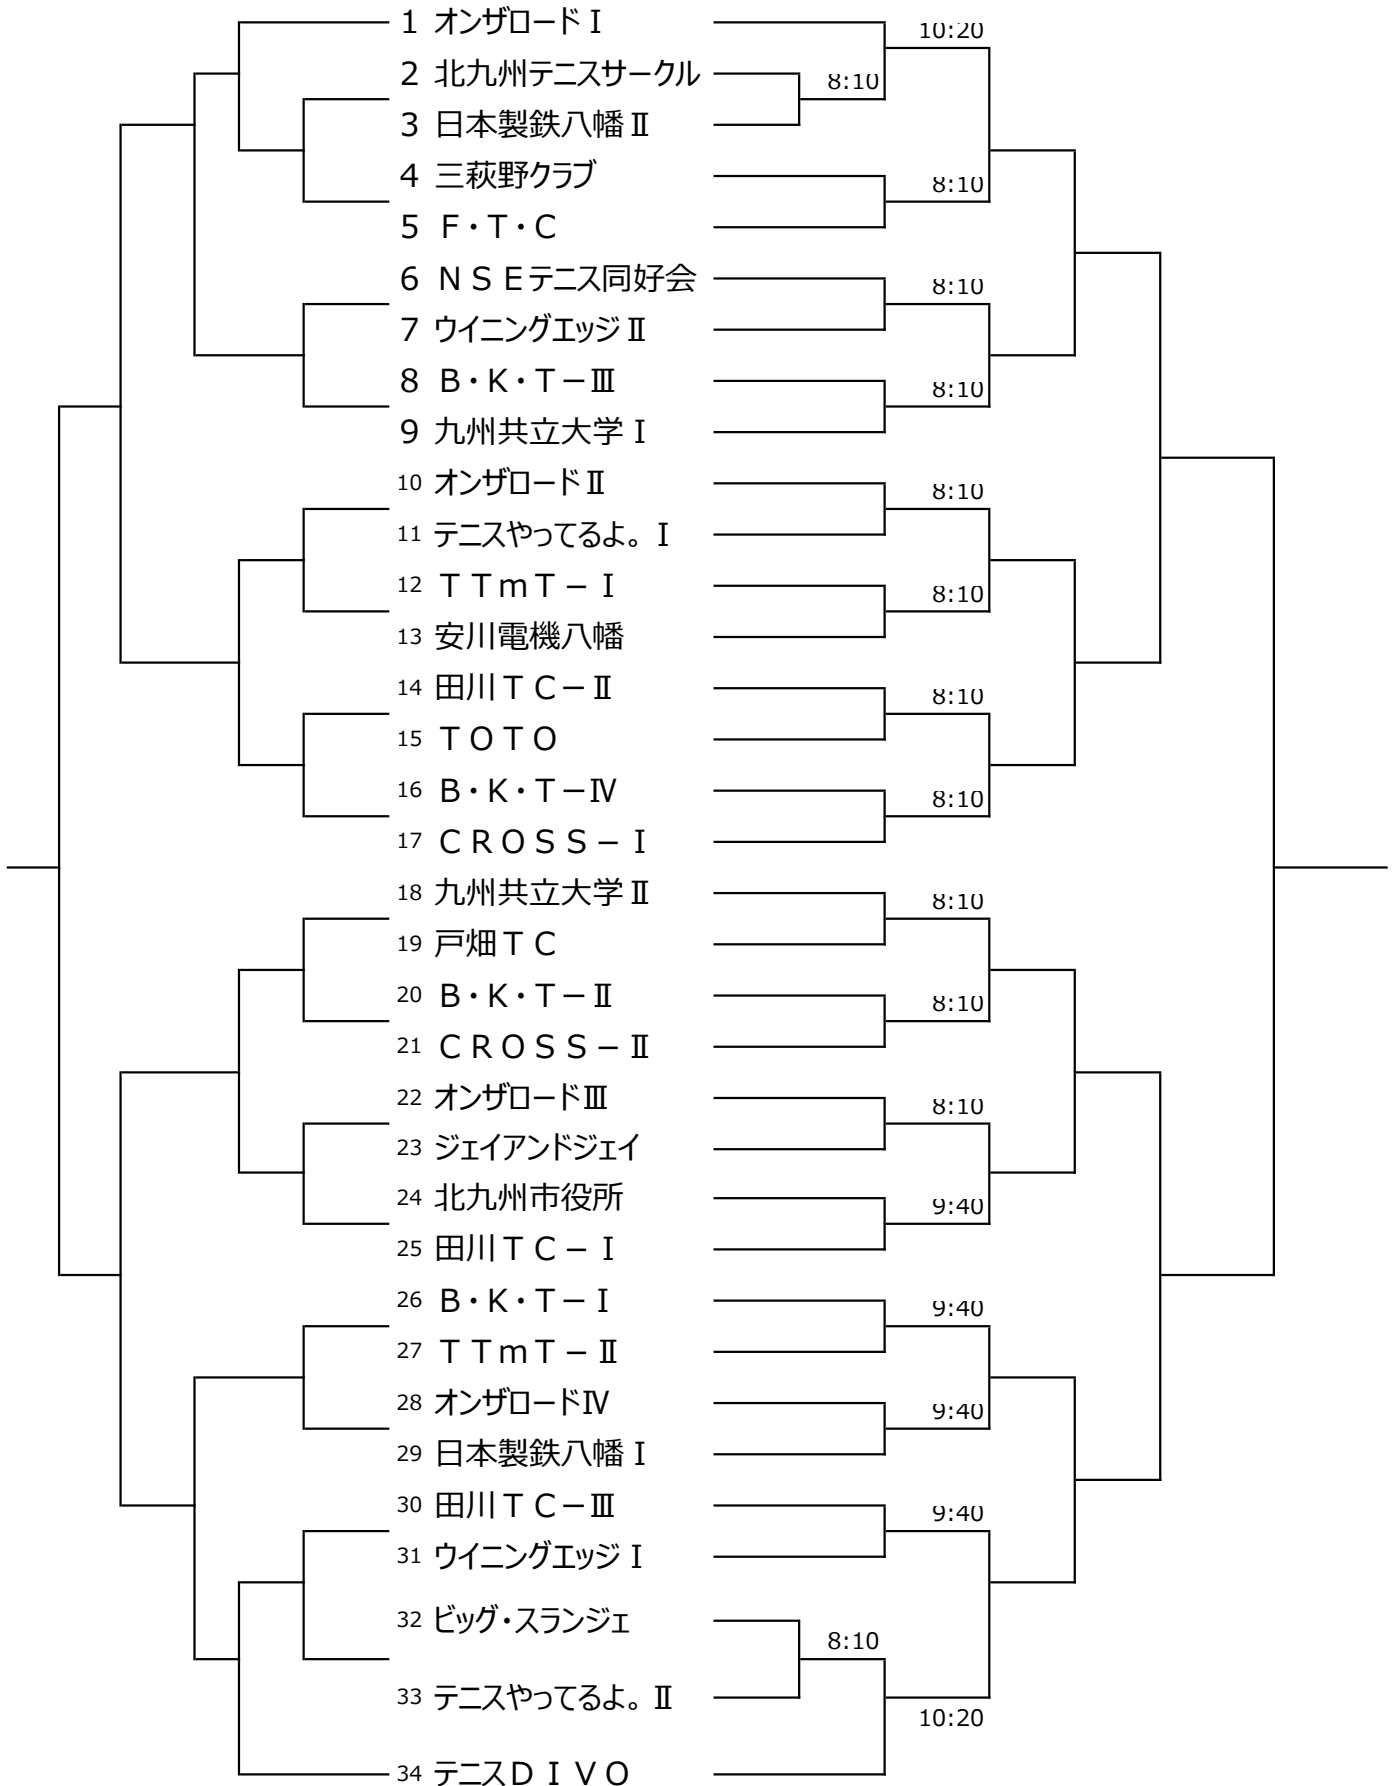 1 オンザロードⅠ
10:20
2 北九州テニスサークル
8:10
3 日本製鉄八幡Ⅱ
4 三萩野クラブ
8:10
5 Ｆ・Ｔ・Ｃ
6 ＮＳＥテニス同好会
8:10
7 ウイニングエッジⅡ
8 Ｂ・Ｋ・Ｔ－Ⅲ
8:10
9 九州共立大学Ⅰ
10 オンザロードⅡ
8:10
11 テニスやってるよ。Ⅰ
12 ＴＴｍＴ－Ⅰ
8:10
13 安川電機八幡
14 田川ＴＣ－Ⅱ
8:10
15 ＴＯＴＯ
16 Ｂ・Ｋ・Ｔ－Ⅳ
8:10
17 ＣＲＯＳＳ－Ⅰ
18 九州共立大学Ⅱ
8:10
19 戸畑ＴＣ
20 Ｂ・Ｋ・Ｔ－Ⅱ
8:10
21 ＣＲＯＳＳ－Ⅱ
22 オンザロードⅢ
8:10
23 ジェイアンドジェイ
24 北九州市役所
9:40
25 田川ＴＣ－Ⅰ
26 Ｂ・Ｋ・Ｔ－Ⅰ
9:40
27 ＴＴｍＴ－Ⅱ
28 オンザロードⅣ
9:40
29 日本製鉄八幡Ⅰ
30 田川ＴＣ－Ⅲ
9:40
31 ウイニングエッジⅠ
32 ビッグ・スランジェ
8:10
33 テニスやってるよ。Ⅱ
10:20
34 テニスＤＩＶＯ